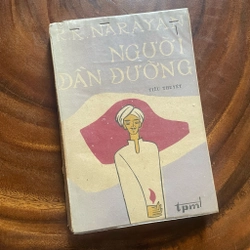 R.K. NARAYAN
NGƯỜI
DẪN ĐƯỜNG
TIỂU THUYẾT
tpm